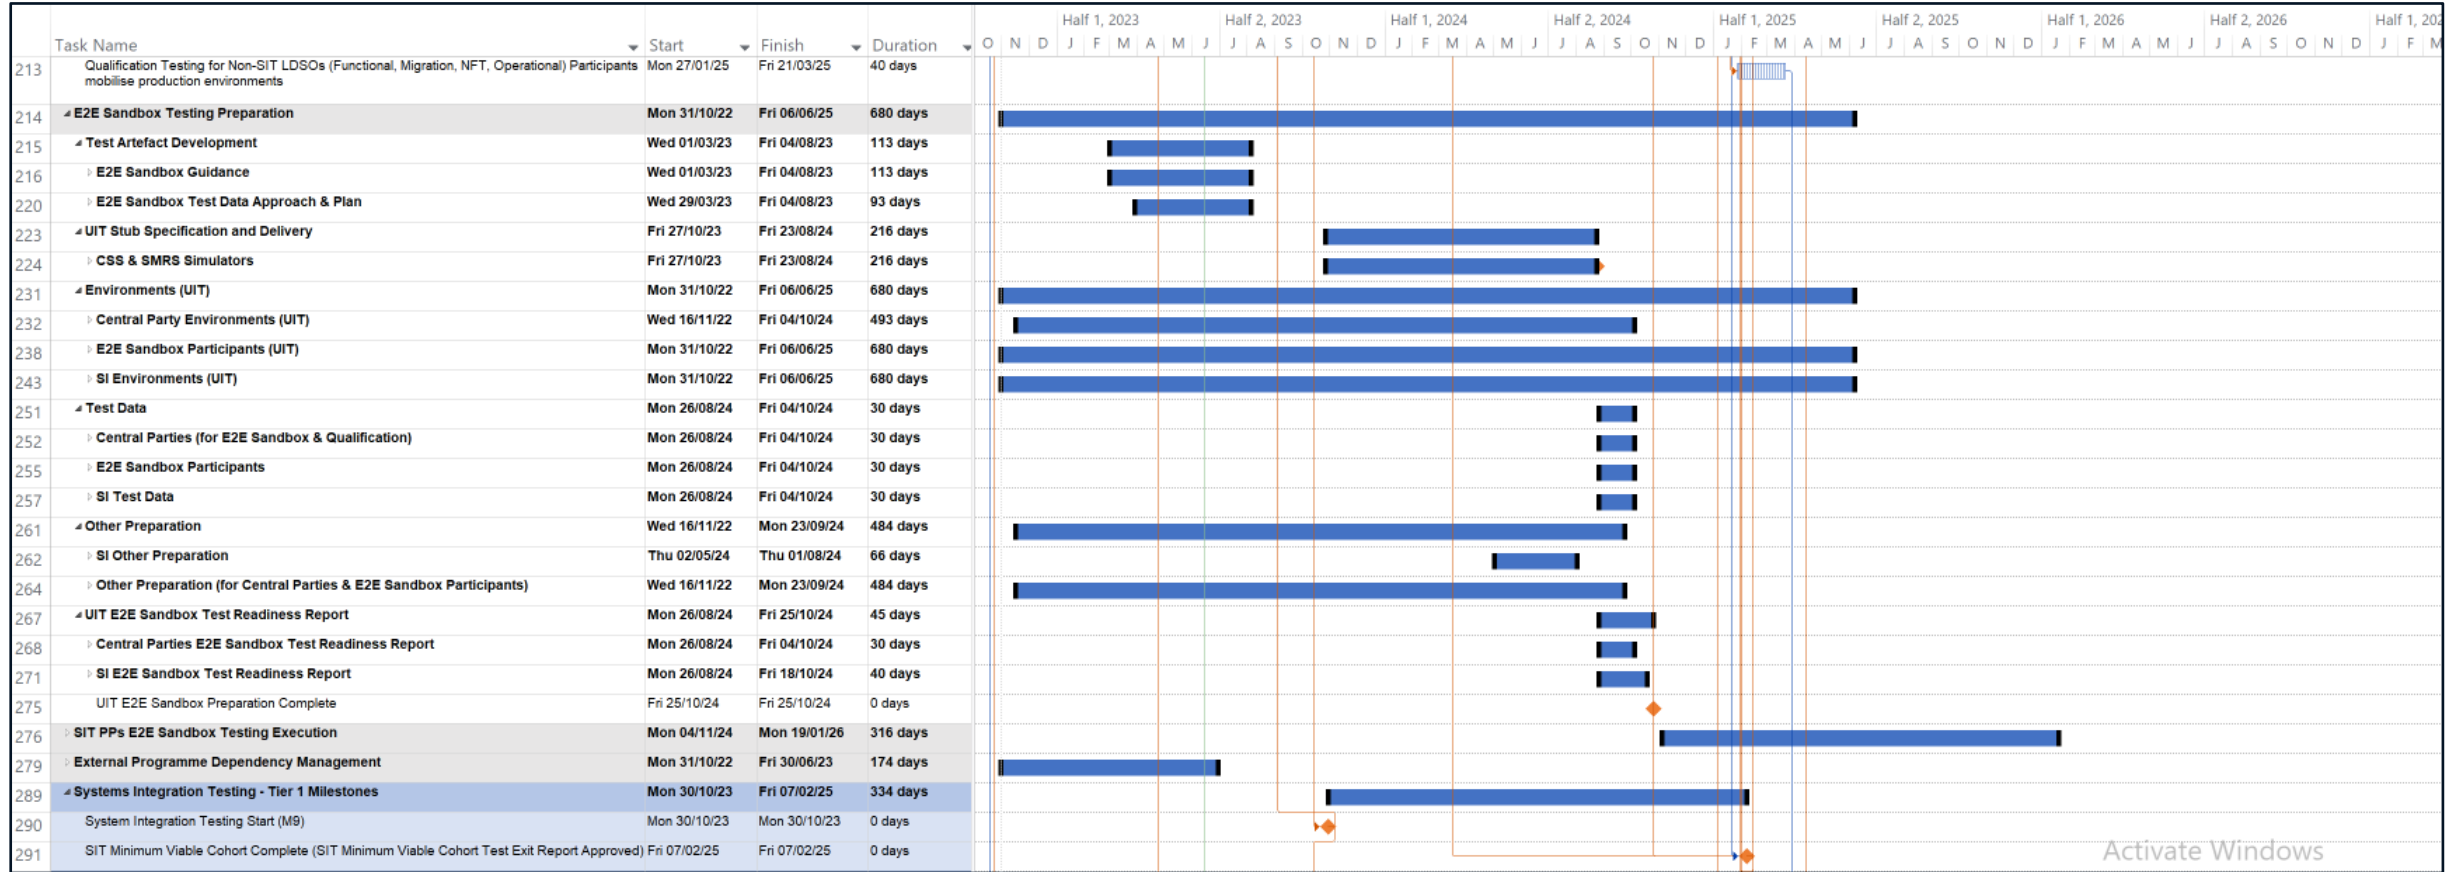 Half 1, 2023 Half 2, 2023 Half 1, 2024 Half 2, 2024 Half 1, 2025 Half 2, 2025 Half 1, 2026 Half 2, 2026 Half 1, 202
Task Name Start Finish Duration O N D J F M A M J J A S O N D J F M A M J J A S O N D J F M A M J J A S O N D J F M A M J J A S O N D J F M
213 Qualification Testing for Non-SIT LDSOs (Functional, Migration, NFT, Operational) Participants Mon 27/01/25 Fri 21/03/25 40 days
mobilise production environments
214 E2E Sandbox Testing Preparation Mon 31/10/22 Fri 06/06/25 680 days
215 Test Artefact Development Wed 01/03/23 Fri 04/08/23 113 days
216 E2E Sandbox Guidance Wed 01/03/23 Fri 04/08/23 113 days
220 E2E Sandbox Test Data Approach & Plan Wed 29/03/23 Fri 04/08/23 93 days
223 UIT Stub Specification and Delivery Fri 27/10/23 Fri 23/08/24 216 days
224 CSS & SMRS Simulators Fri 27/10/23 Fri 23/08/24 216 days
231 Environments (UIT) Mon 31/10/22 Fri 06/06/25 680 days
232 Central Party Environments (UIT) Wed 16/11/22 Fri 04/10/24 493 days
238 E2E Sandbox Participants (UIT) Mon 31/10/22 Fri 06/06/25 680 days
243 SI Environments (UIT) Mon 31/10/22 Fri 06/06/25 680 days
251 Test Data Mon 26/08/24 Fri 04/10/24 30 days
252 Central Parties (for E2E Sandbox & Qualification) Mon 26/08/24 Fri 04/10/24 30 days
255 E2E Sandbox Participants Mon 26/08/24 Fri 04/10/24 30 days
257 SI Test Data Mon 26/08/24 Fri 04/10/24 30 days
261 Other Preparation Wed 16/11/22 Mon 23/09/24 484 days
262 SI Other Preparation Thu 02/05/24 Thu 01/08/24 66 days
264 Other Preparation (for Central Parties & E2E Sandbox Participants) Wed 16/11/22 Mon 23/09/24 484 days
267 UIT E2E Sandbox Test Readiness Report Mon 26/08/24 Fri 25/10/24 45 days
268 Central Parties E2E Sandbox Test Readiness Report Mon 26/08/24 Fri 04/10/24 30 days
271 SI E2E Sandbox Test Readiness Report Mon 26/08/24 Fri 18/10/24 40 days
275 UIT E2E Sandbox Preparation Complete Fri 25/10/24 Fri 25/10/24 0 days
276 SIT PPs E2E Sandbox Testing Execution Mon 04/11/24 Mon 19/01/26 316 days
279 External Programme Dependency Management Mon 31/10/22 Fri 30/06/23 174 days
289 Systems Integration Testing - Tier 1 Milestones Mon 30/10/23 Fri 07/02/25 334 days
290 System Integration Testing Start (M9) Mon 30/10/23 Mon 30/10/23 0 days
291 SIT Minimum Viable Cohort Complete (SIT Minimum Viable Cohort Test Exit Report Approved) Fri 07/02/25 Fri 07/02/25 0 days
Activate Windows